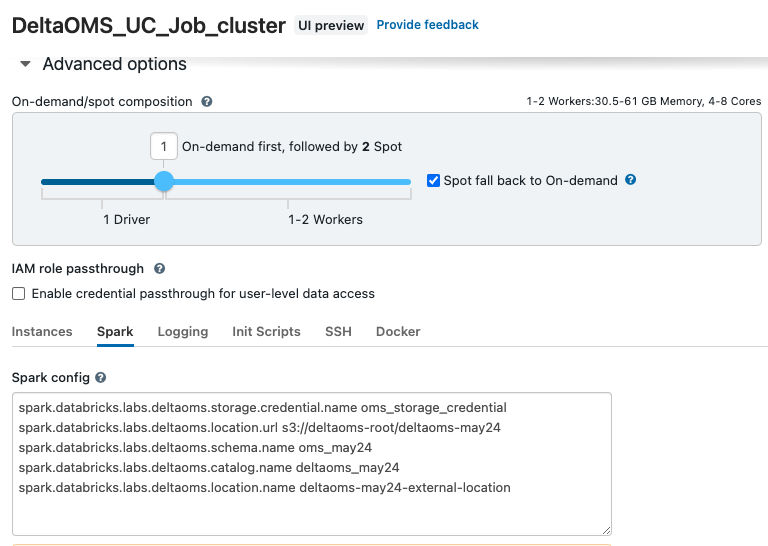 DeltaOMS_UC_Job_cluster UI preview Provide feedback
Advanced options
On-demand/spot composition ? 1-2 Workers:30.5-61 GB Memory, 4-8 Cores
1 On-demand first, followed by 2 Spot
Spot fall back to On-demand ?
1 Driver 1-2 Workers
IAM role passthrough ?
Enable credential passthrough for user-level data access
Instances Spark Logging Init Scripts SSH Docker
Spark config ?
spark.databricks.labs.deltaoms.storage.credential.name oms_storage_credential
spark.databricks.labs.deltaoms.location.url s3://deltaoms-root/deltaoms-may24
spark.databricks.labs.deltaoms.schema.name oms_may24
spark.databricks.labs.deltaoms.catalog.name deltaoms_may24
spark.databricks.labs.deltaoms.location.name deltaoms-may24-external-location